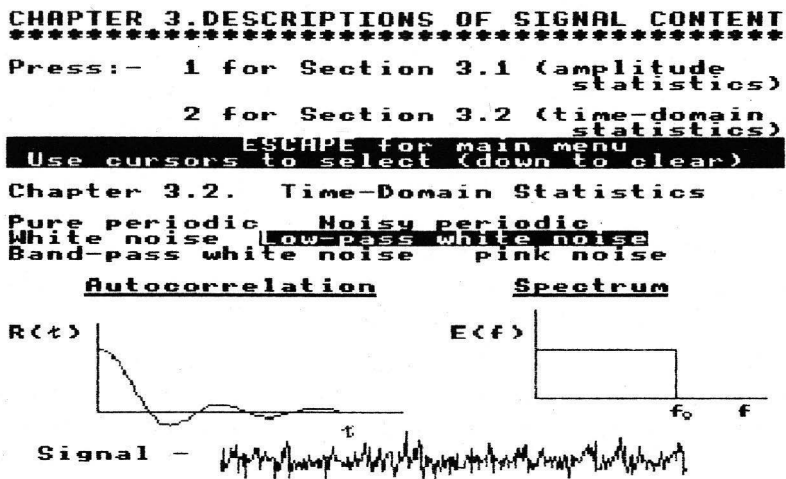 CHAPTER 3.DESCRIPTIONS OF SIGNAL CONTENT
****************************************
Press:- 1 for Section 3.1 (amplitude
statistics)
2 for Section 3.2 (time-domain
statistics)
ESCAPE for main menu
Use cursors to select (down to clear)
Chapter 3.2. Time-Domain Statistics
Pure periodic Noisy periodic
White noise Low-pass white noise
Band-pass white noise pink noise
Autocorrelation Spectrum
R(t) E(f)
f₀ f
t
Signal -